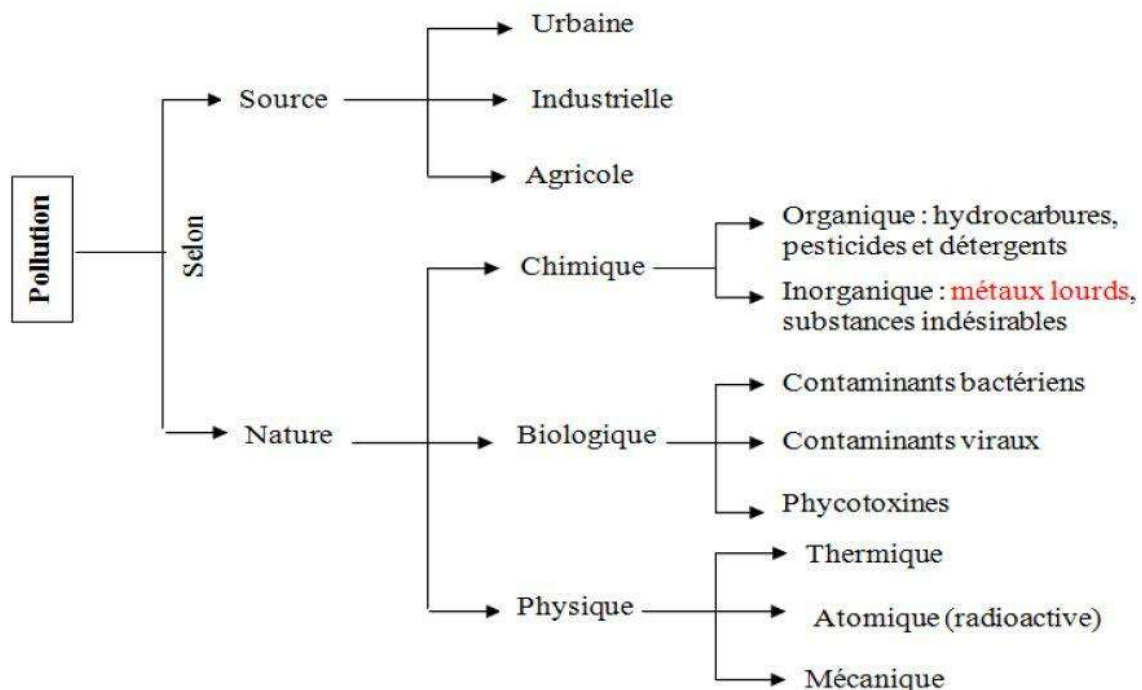 Pollution
Selon
Source
Urbaine
Industrielle
Agricole
Nature
Chimique
Organique : hydrocarbures,
pesticides et détergents
Inorganique : métaux lourds,
substances indésirables
Biologique
Contaminants bactériens
Contaminants viraux
Phycotoxines
Physique
Thermique
Atomique (radioactive)
Mécanique